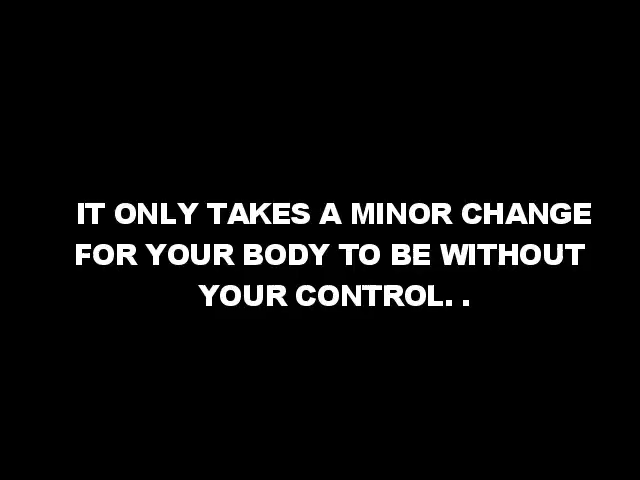 IT ONLY TAKES A MINOR CHANGE
FOR YOUR BODY TO BE WITHOUT
YOUR CONTROL. .